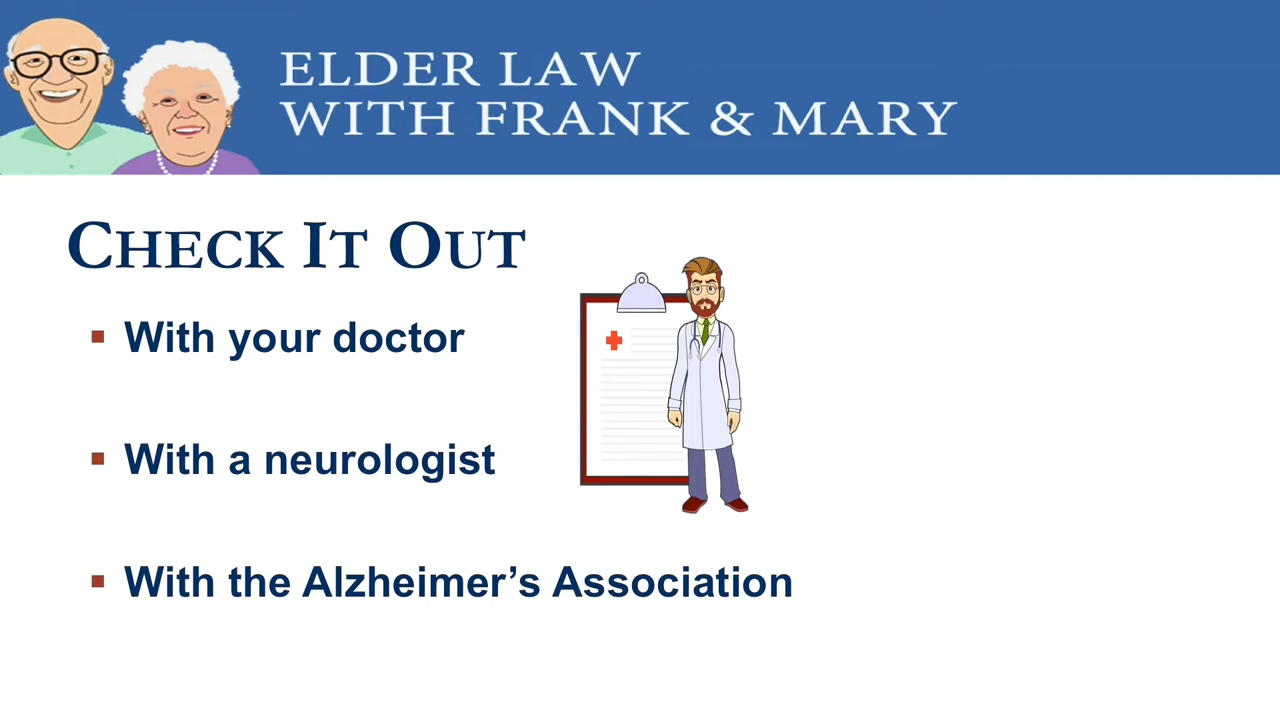 ELDER LAW
WITH FRANK & MARY
CHECK IT OUT
With your doctor
With a neurologist
With the Alzheimer’s Association